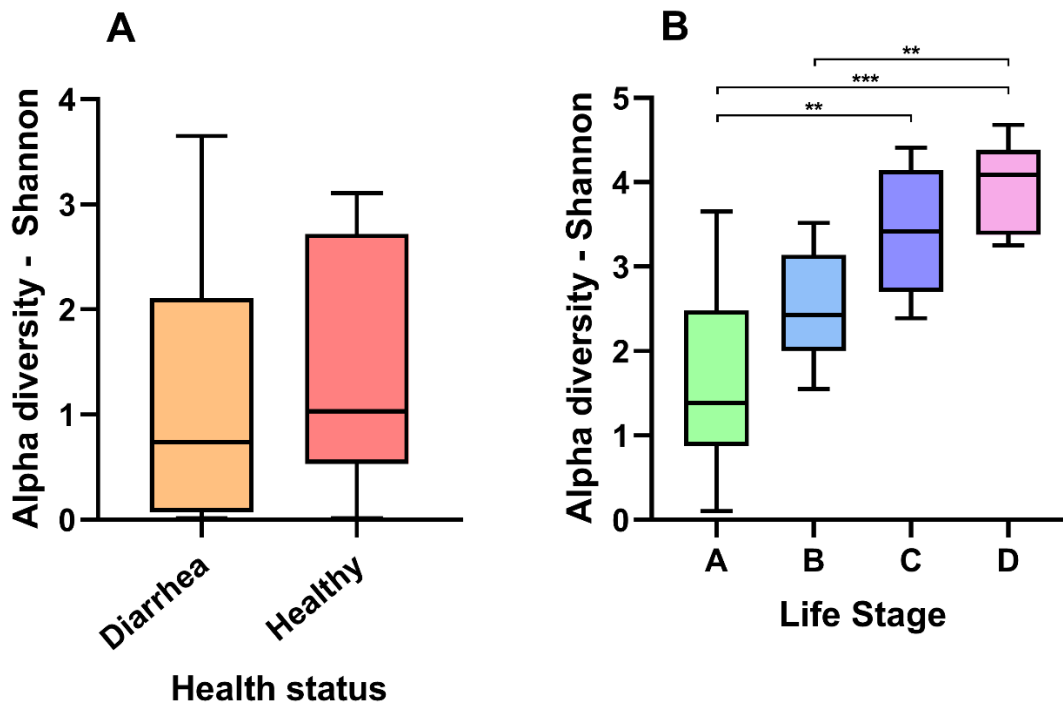 A
Alpha diversity - Shannon
4
3
2
1
0
Diarrhea
Healthy
Health status
B
**
***
**
Alpha diversity - Shannon
5
4
3
2
1
0
A B C D
Life Stage